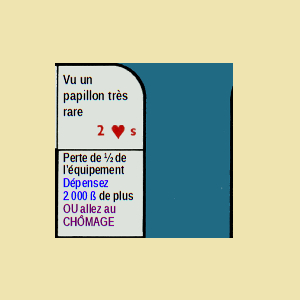 Vu un
papillon très
rare
2 ♥ s
Perte de ½ de
l'équipement
Dépensez
2 000 ß de plus
OU allez au
CHÔMAGE